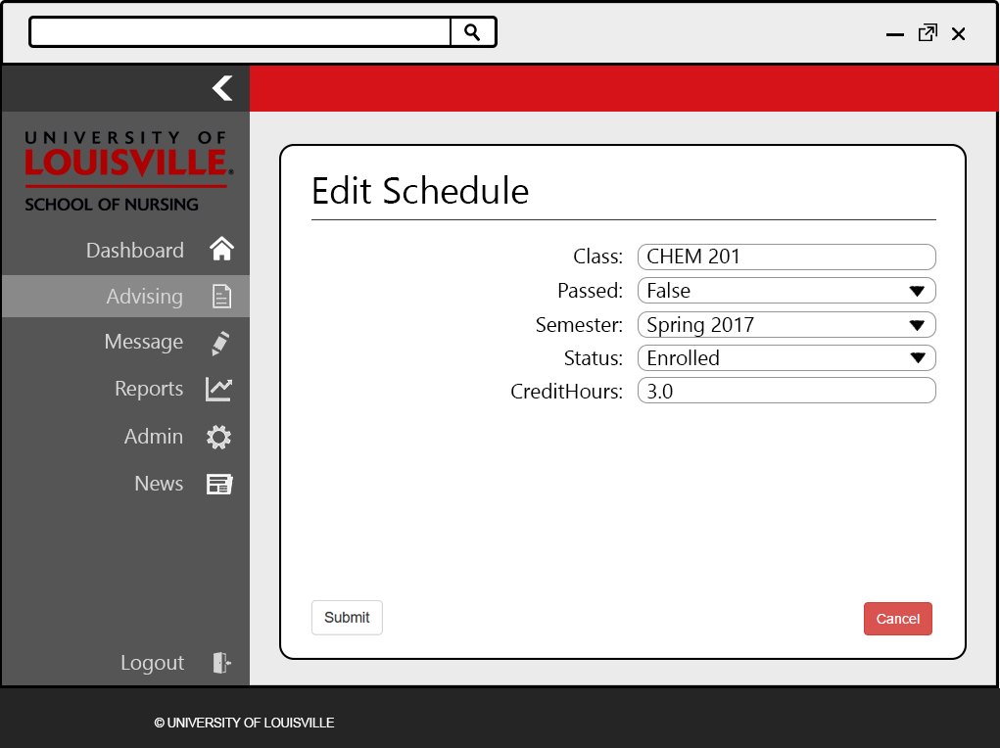 UNIVERSITY OF
LOUISVILLE.
SCHOOL OF NURSING
Dashboard
Advising
Message
Reports
Admin
News
Logout
Edit Schedule
Class: CHEM 201
Passed: False
Semester: Spring 2017
Status: Enrolled
CreditHours: 3.0
Submit
Cancel
© UNIVERSITY OF LOUISVILLE